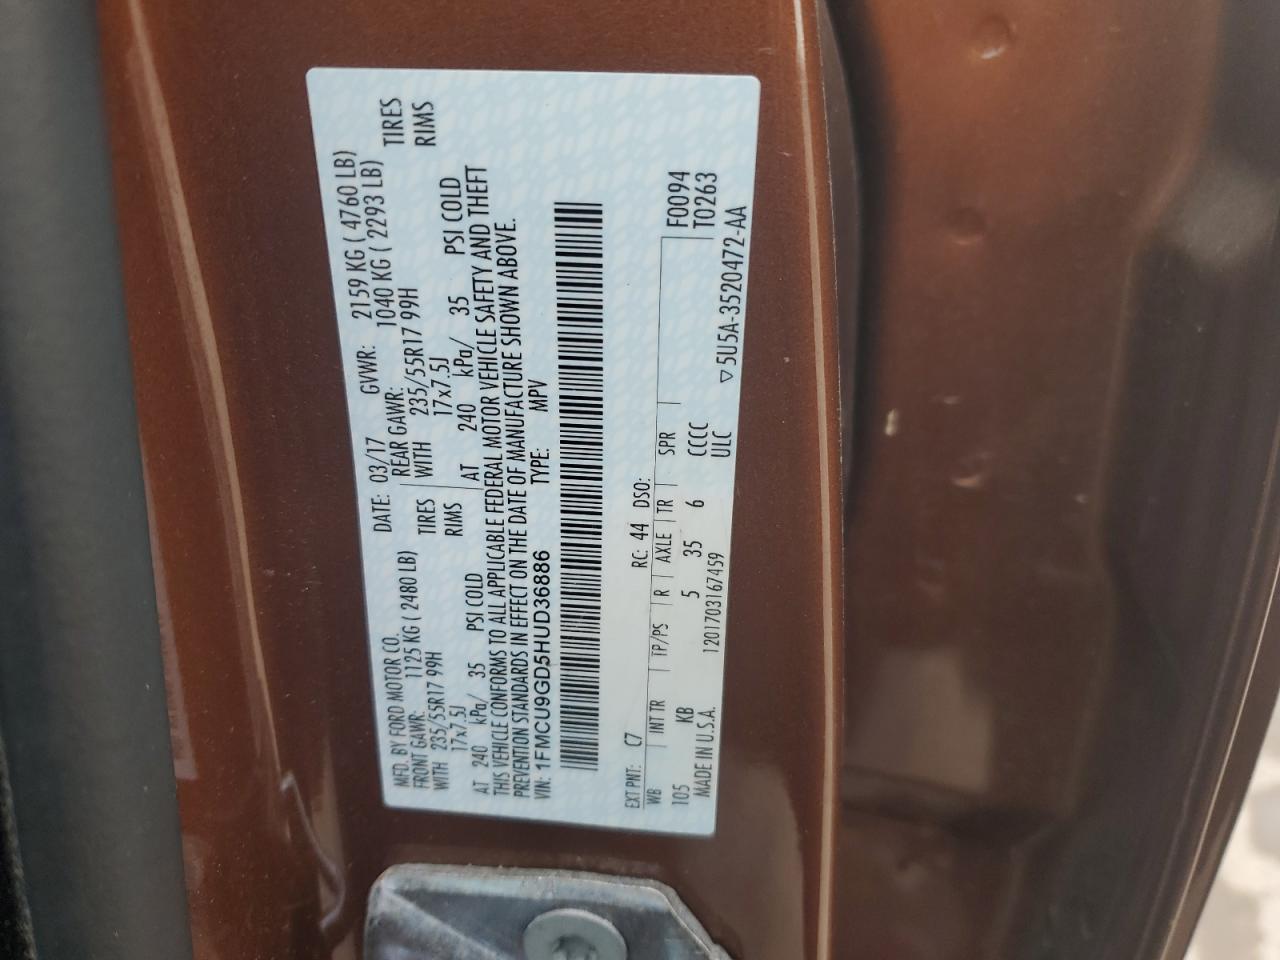 MFD. BY FORD MOTOR CO.
DATE: 03/17 GVWR: 2159 KG ( 4760 LB)
FRONT GAWR: 1125 KG ( 2480 LB) REAR GAWR: 1040 KG ( 2293 LB)
WITH 235/55R17 99H TIRES WITH 235/55R17 99H TIRES
17x7.5J RIMS 17x7.5J RIMS
AT 240 kPa/ 35 PSI COLD AT 240 kPa/ 35 PSI COLD
THIS VEHICLE CONFORMS TO ALL APPLICABLE FEDERAL MOTOR VEHICLE SAFETY AND THEFT
PREVENTION STANDARDS IN EFFECT ON THE DATE OF MANUFACTURE SHOWN ABOVE.
VIN: 1FMCU9GD5HUD36886 TYPE: MPV
EXT PNT: C7 RC: 44 DSO:
WB INT TR TP/PS R AXLE TR SPR F0094
105 KB 5 35 6 CCCC T0263
MADE IN U.S.A. 1201703167459 ULC ▽5U5A-3520472-AA